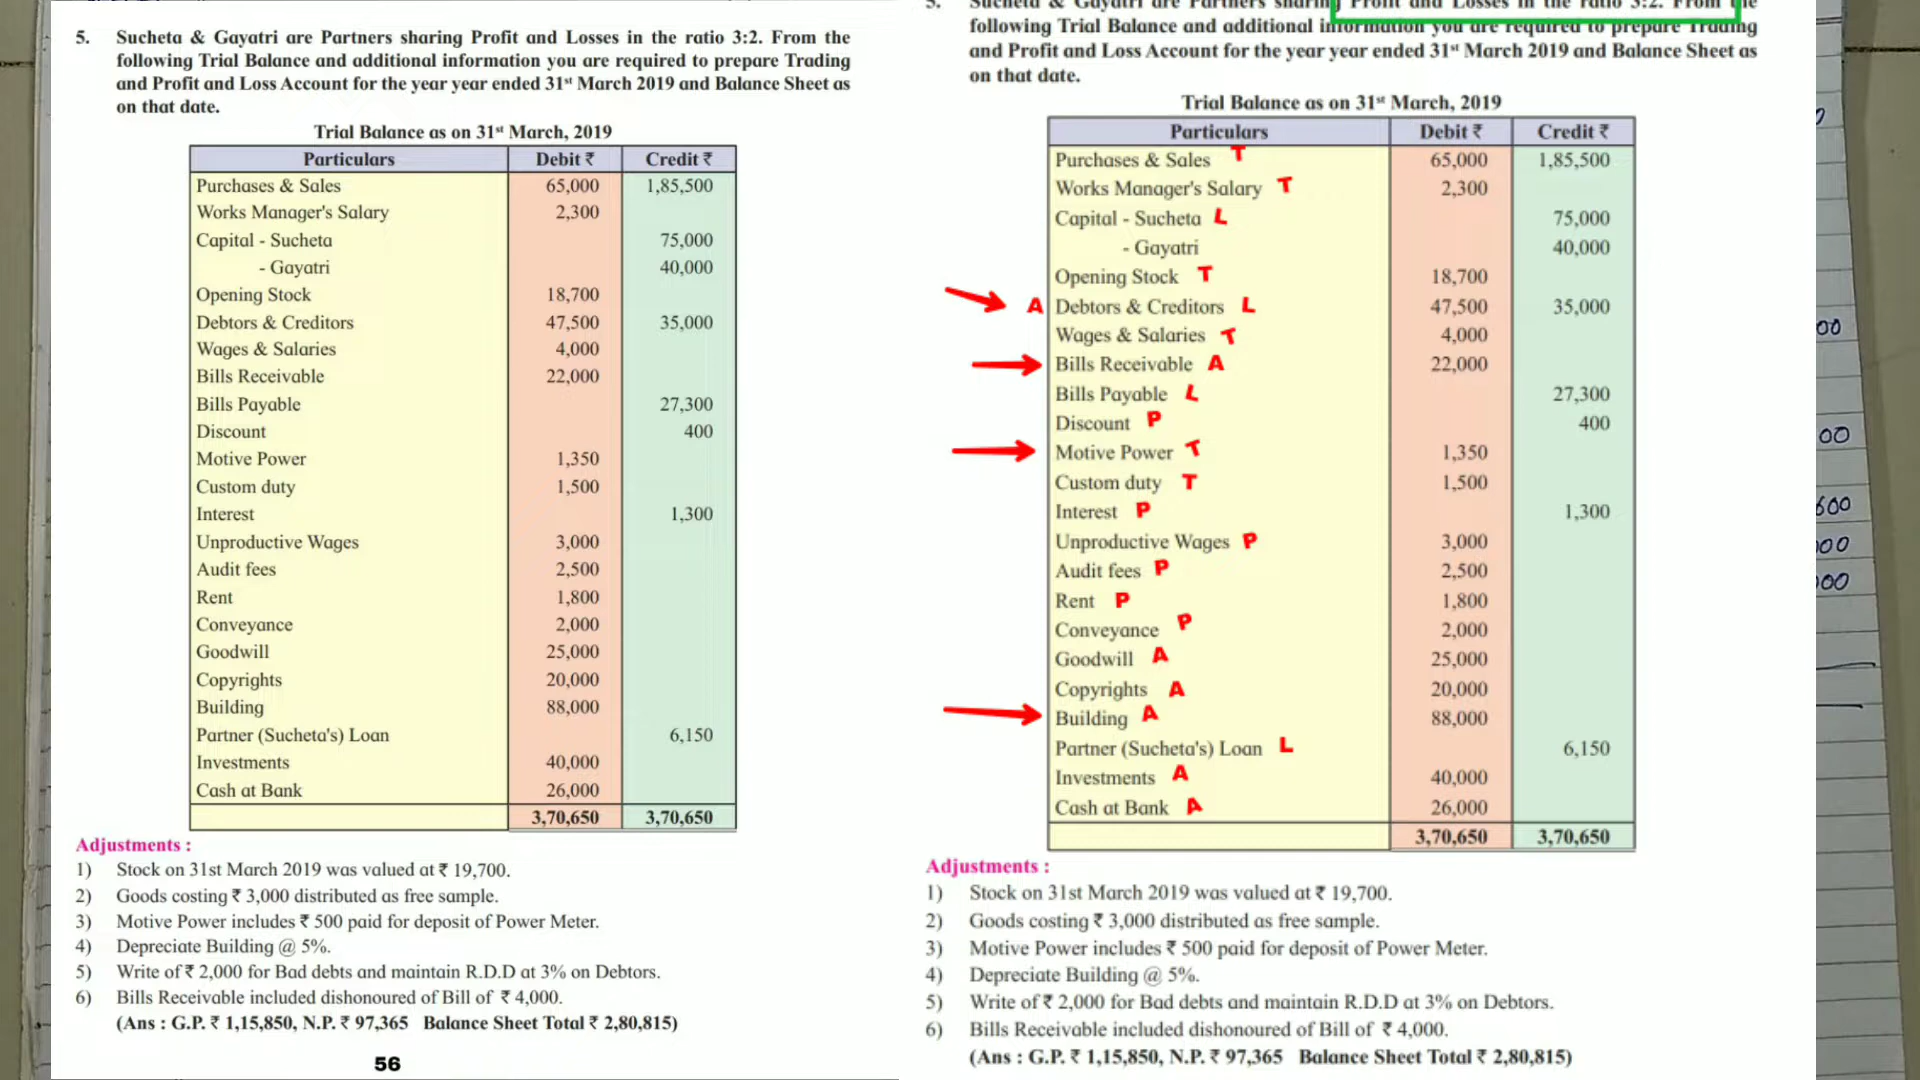 5. Sucheta & Gayatri are Partners sharing Profit and Losses in the ratio 3:2. From the
following Trial Balance and additional information you are required to prepare Trading
and Profit and Loss Account for the year year ended 31st March 2019 and Balance Sheet as
on that date.
Trial Balance as on 31st March, 2019
Particulars Debit ₹ Credit ₹
Purchases & Sales 65,000 1,85,500
Works Manager's Salary 2,300
Capital - Sucheta 75,000
- Gayatri 40,000
Opening Stock 18,700
Debtors & Creditors 47,500 35,000
Wages & Salaries 4,000
Bills Receivable 22,000
Bills Payable 27,300
Discount 400
Motive Power 1,350
Custom duty 1,500
Interest 1,300
Unproductive Wages 3,000
Audit fees 2,500
Rent 1,800
Conveyance 2,000
Goodwill 25,000
Copyrights 20,000
Building 88,000
Partner (Sucheta's) Loan 6,150
Investments 40,000
Cash at Bank 26,000
3,70,650 3,70,650
Adjustments :
1) Stock on 31st March 2019 was valued at ₹ 19,700.
2) Goods costing ₹ 3,000 distributed as free sample.
3) Motive Power includes ₹ 500 paid for deposit of Power Meter.
4) Depreciate Building @ 5%.
5) Write of ₹ 2,000 for Bad debts and maintain R.D.D at 3% on Debtors.
6) Bills Receivable included dishonoured of Bill of ₹ 4,000.
(Ans : G.P. ₹ 1,15,850, N.P. ₹ 97,365 Balance Sheet Total ₹ 2,80,815)
56
5. Sucheta & Gayatri are Partners sharing Profit and Losses in the ratio 3:2. From the
following Trial Balance and additional information you are required to prepare Trading
and Profit and Loss Account for the year year ended 31st March 2019 and Balance Sheet as
on that date.
Trial Balance as on 31st March, 2019
Particulars Debit ₹ Credit ₹
Purchases & Sales T 65,000 1,85,500
Works Manager's Salary T 2,300
Capital - Sucheta L 75,000
- Gayatri 40,000
Opening Stock T 18,700
A Debtors & Creditors L 47,500 35,000
Wages & Salaries T 4,000
Bills Receivable A 22,000
Bills Payable L 27,300
Discount P 400
Motive Power T 1,350
Custom duty T 1,500
Interest P 1,300
Unproductive Wages P 3,000
Audit fees P 2,500
Rent P 1,800
Conveyance P 2,000
Goodwill A 25,000
Copyrights A 20,000
Building A 88,000
Partner (Sucheta's) Loan L 6,150
Investments A 40,000
Cash at Bank A 26,000
3,70,650 3,70,650
Adjustments :
1) Stock on 31st March 2019 was valued at ₹ 19,700.
2) Goods costing ₹ 3,000 distributed as free sample.
3) Motive Power includes ₹ 500 paid for deposit of Power Meter.
4) Depreciate Building @ 5%.
5) Write of ₹ 2,000 for Bad debts and maintain R.D.D at 3% on Debtors.
6) Bills Receivable included dishonoured of Bill of ₹ 4,000.
(Ans : G.P. ₹ 1,15,850, N.P. ₹ 97,365 Balance Sheet Total ₹ 2,80,815)